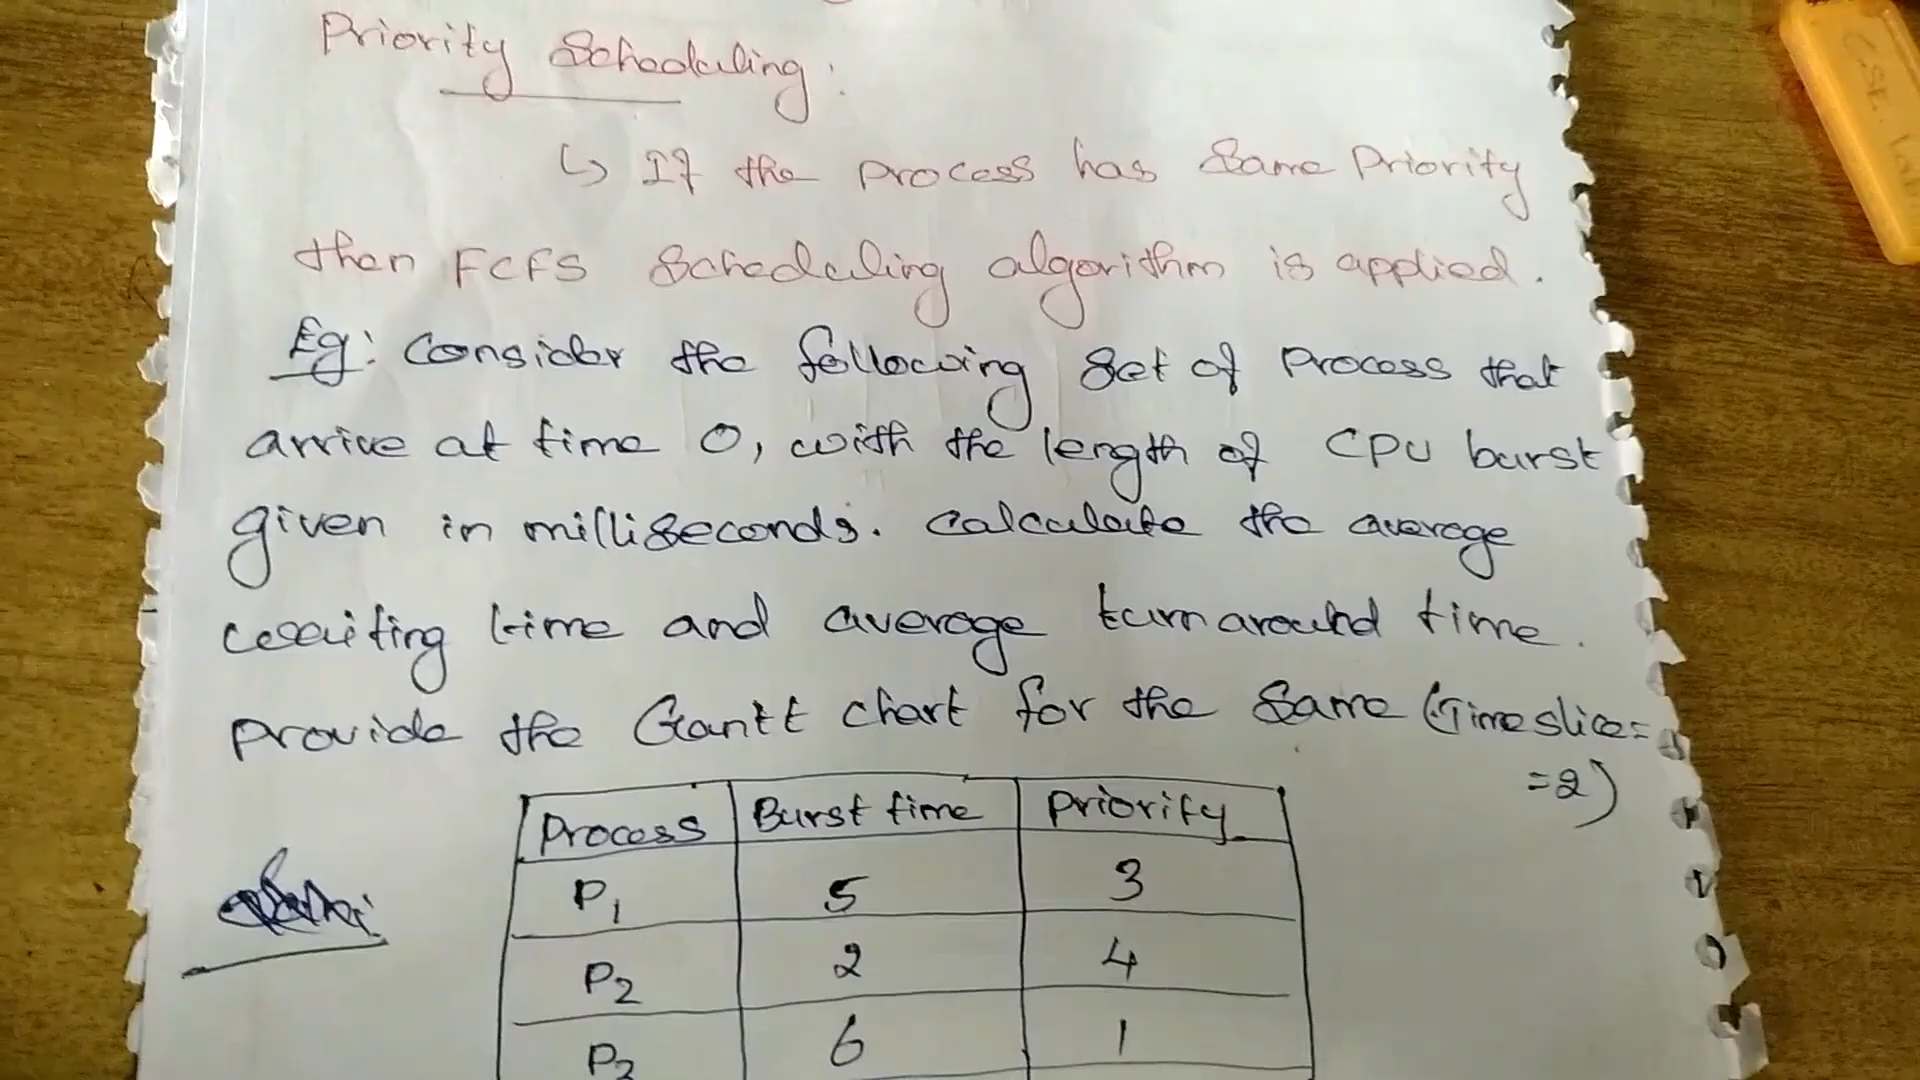 Priority Scheduling:
↳ If the process has same Priority
then FCFS Scheduling algorithm is applied.
Eg: Consider the following set of Process that
arrive at time 0, with the length of CPU burst
given in milliseconds. Calculate the average
waiting time and average turnaround time.
Provide the Gantt chart for the same (Timeslice=
=2)
Process Burst time Priority
P1 5 3
P2 2 4
P3 6 1
CSE